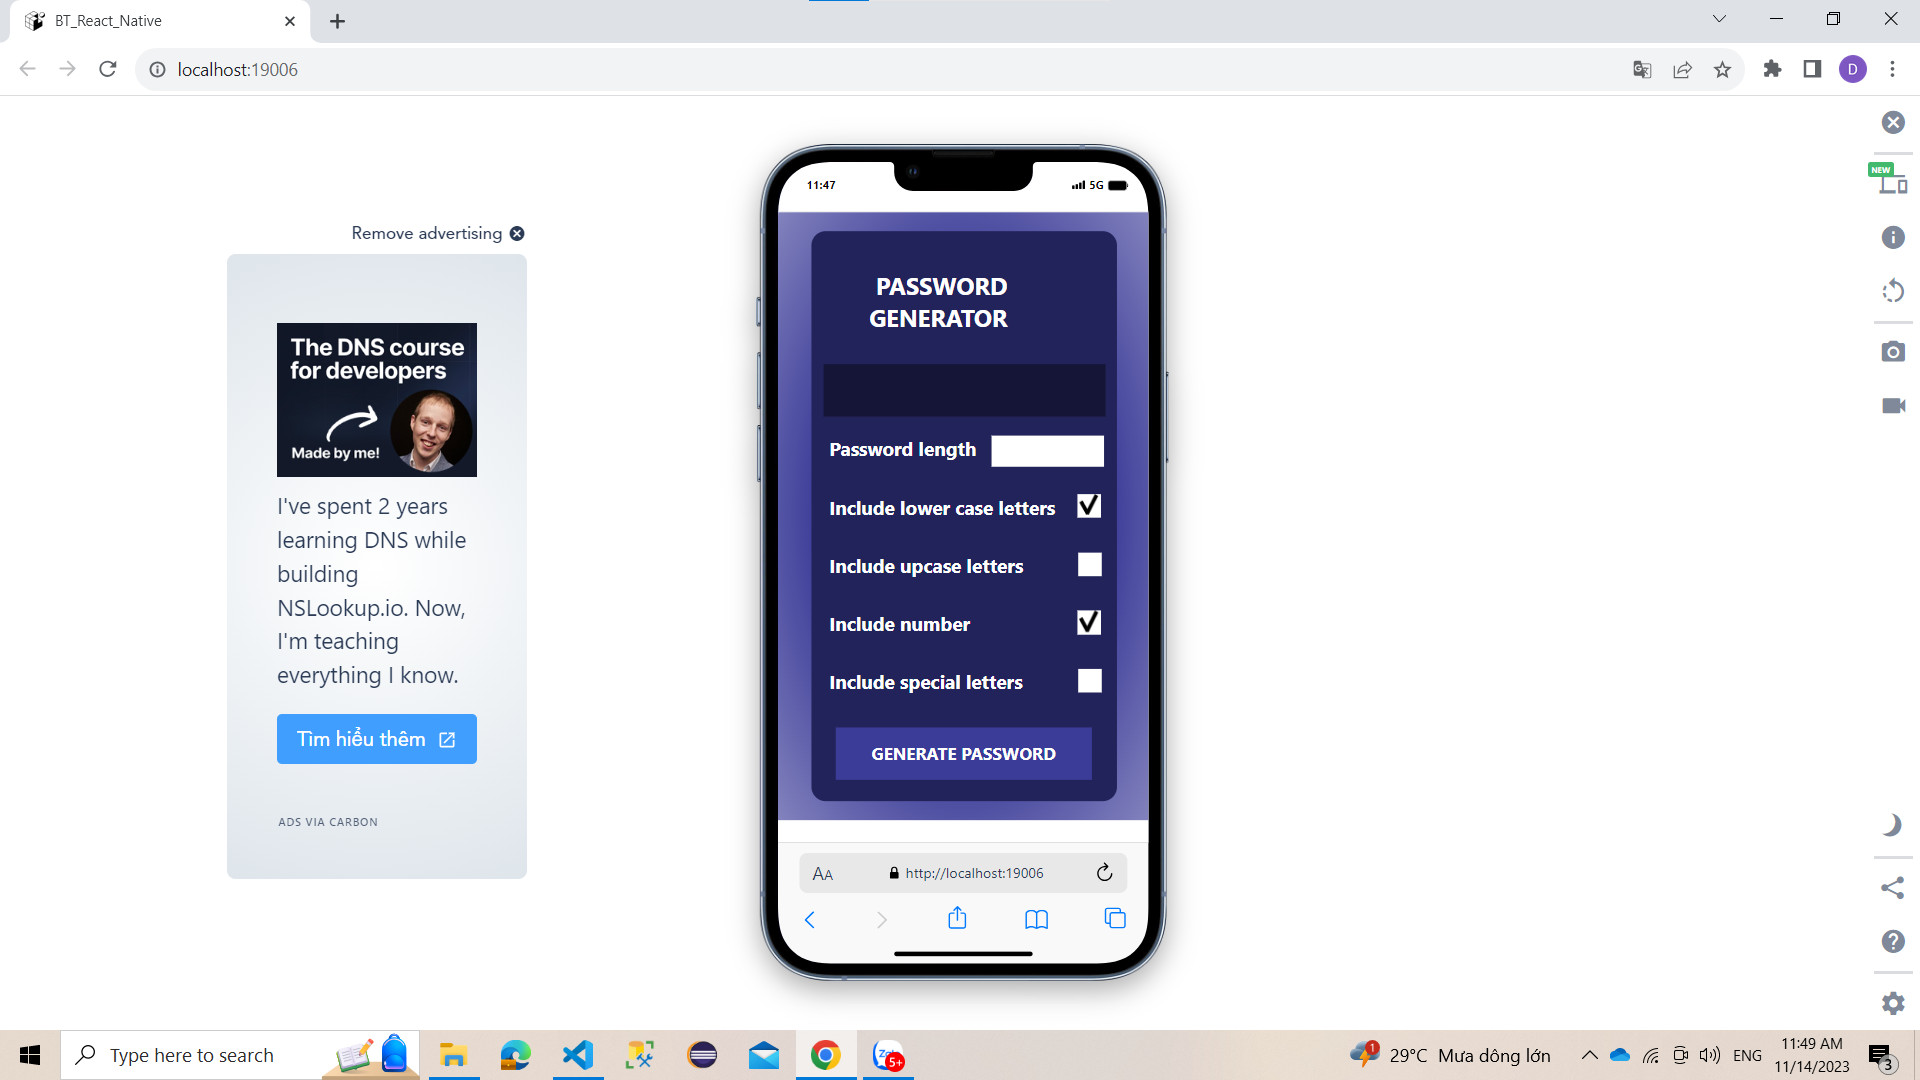 BT_React_Native
localhost:19006
D
NEW
Remove advertising
The DNS course
for developers
Made by me!
I've spent 2 years
learning DNS while
building
NSLookup.io. Now,
I'm teaching
everything I know.
Tìm hiểu thêm
ADS VIA CARBON
11:47
5G
PASSWORD
GENERATOR
Password length
Include lower case letters
Include upcase letters
Include number
Include special letters
GENERATE PASSWORD
AA
http://localhost:19006
Type here to search
5+
1
29°C Mưa dông lớn
ENG
11:49 AM
11/14/2023
3